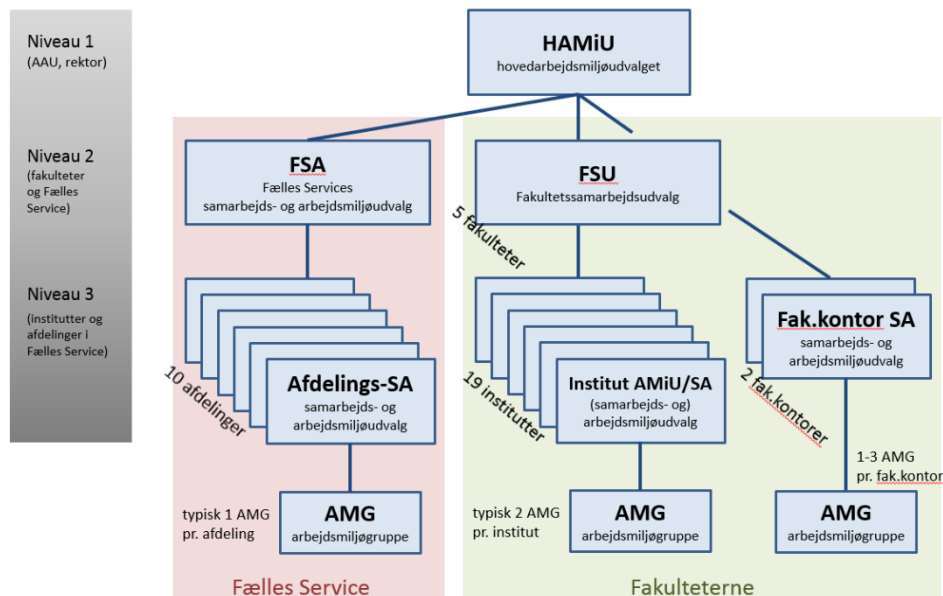 Niveau 1
(AAU, rektor)
Niveau 2
(fakulteter
og Fælles
Service)
Niveau 3
(institutter og
afdelinger i
Fælles Service)
HAMiU
hovedarbejdsmiljøudvalget
FSA
Fælles Services
samarbejds- og arbejdsmiljøudvalg
10 afdelinger
Afdelings-SA
samarbejds- og
arbejdsmiljøudvalg
typisk 1 AMG
pr. afdeling
AMG
arbejdsmiljøgruppe
Fælles Service
FSU
Fakultetssamarbejdsudvalg
5 fakulteter
19 institutter
Institut AMiU/SA
(samarbejds- og)
arbejdsmiljøudvalg
typisk 2 AMG
pr. institut
AMG
arbejdsmiljøgruppe
Fak.kontor SA
samarbejds- og
arbejdsmiljøudvalg
2 fak.kontorer
1-3 AMG
pr. fak.kontor
AMG
arbejdsmiljøgruppe
Fakulteterne